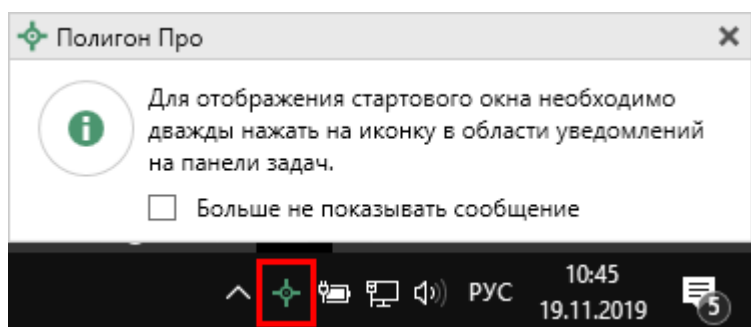 Полигон Про
Для отображения стартового окна необходимо
дважды нажать на иконку в области уведомлений
на панели задач.
Больше не показывать сообщение
РУС
10:45
19.11.2019
5